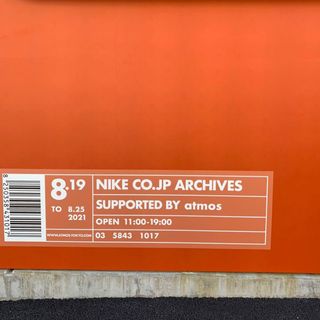 8.19
TO 8.25
2021
NIKE CO.JP ARCHIVES
SUPPORTED BY atmos
OPEN 11:00-19:00
03 5843 1017
WWW.ATMOS-TOKYO.COM